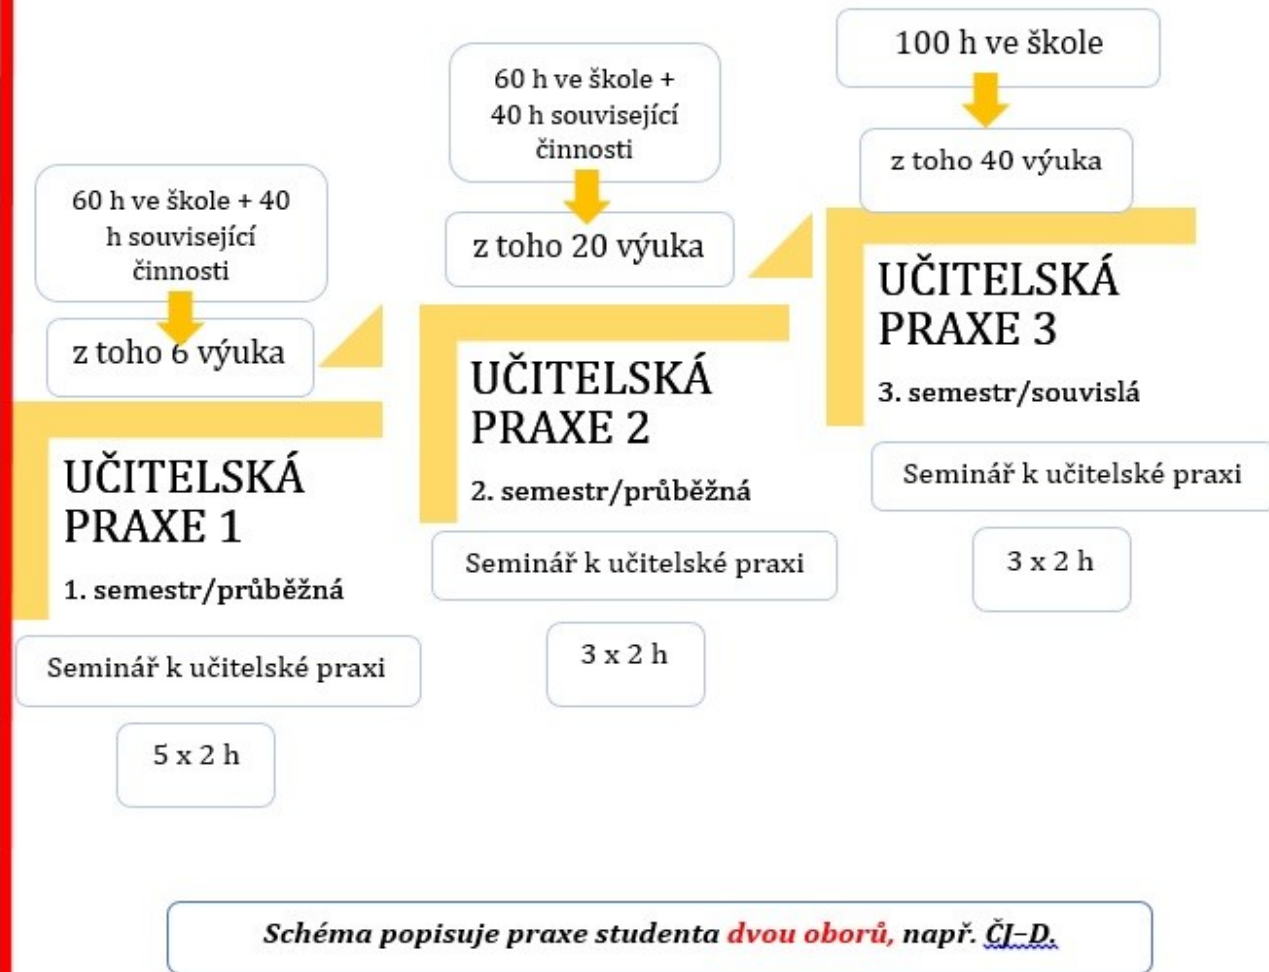 60 h ve škole + 40
h související
činnosti
z toho 6 výuka
UČITELSKÁ
PRAXE 1
1. semestr/průběžná
Seminář k učitelské praxi
5 x 2 h
60 h ve škole +
40 h související
činnosti
z toho 20 výuka
UČITELSKÁ
PRAXE 2
2. semestr/průběžná
Seminář k učitelské praxi
3 x 2 h
100 h ve škole
z toho 40 výuka
UČITELSKÁ
PRAXE 3
3. semestr/souvislá
Seminář k učitelské praxi
3 x 2 h
Schéma popisuje praxe studenta dvou oborů, např. ČJ–D.